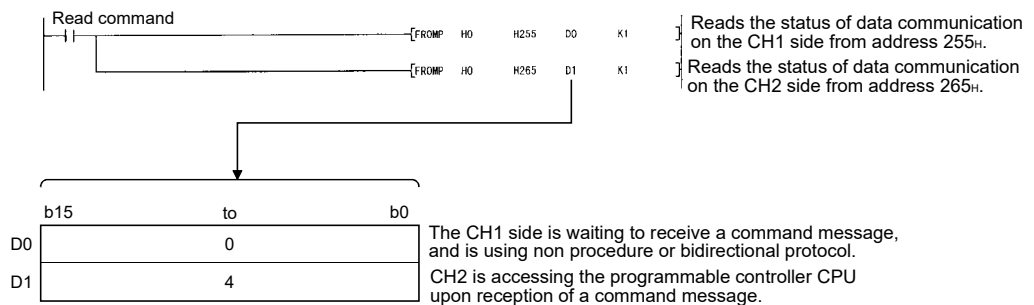 Read command
[FROMP H0 H255 D0 K1 ]
Reads the status of data communication
on the CH1 side from address 255H.
[FROMP H0 H265 D1 K1 ]
Reads the status of data communication
on the CH2 side from address 265H.
b15 to b0
D0 0
The CH1 side is waiting to receive a command message,
and is using non procedure or bidirectional protocol.
D1 4
CH2 is accessing the programmable controller CPU
upon reception of a command message.